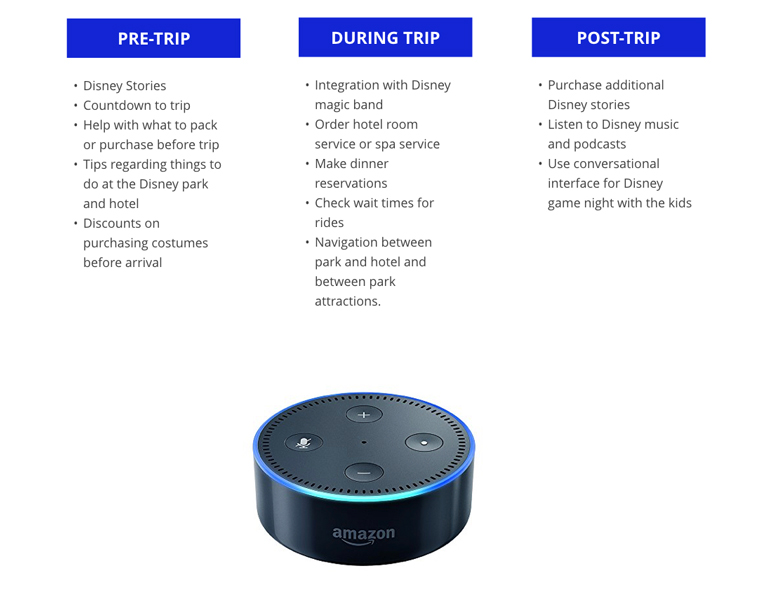 PRE-TRIP
• Disney Stories
• Countdown to trip
• Help with what to pack
or purchase before trip
• Tips regarding things to
do at the Disney park
and hotel
• Discounts on
purchasing costumes
before arrival
DURING TRIP
• Integration with Disney
magic band
• Order hotel room
service or spa service
• Make dinner
reservations
• Check wait times for
rides
• Navigation between
park and hotel and
between park
attractions.
POST-TRIP
• Purchase additional
Disney stories
• Listen to Disney music
and podcasts
• Use conversational
interface for Disney
game night with the kids
amazon